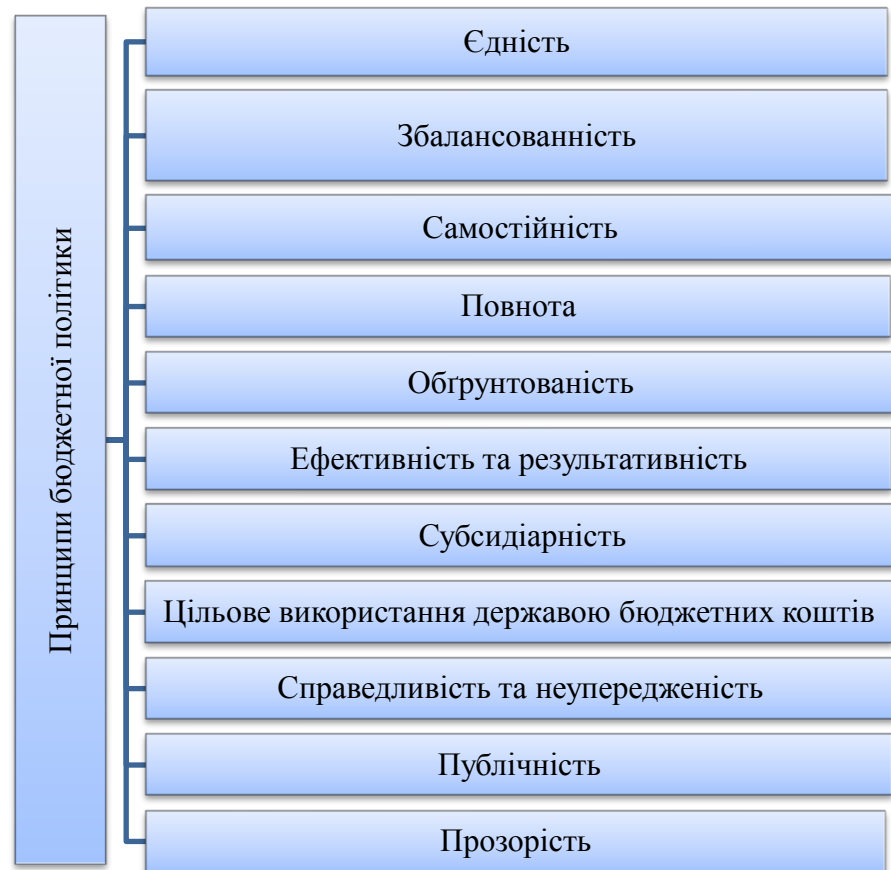 Принципи бюджетної політики
Єдність
Збалансованність
Самостійність
Повнота
Обґрунтованість
Ефективність та результативність
Субсидіарність
Цільове використання державою бюджетних коштів
Справедливість та неупередженість
Публічність
Прозорість